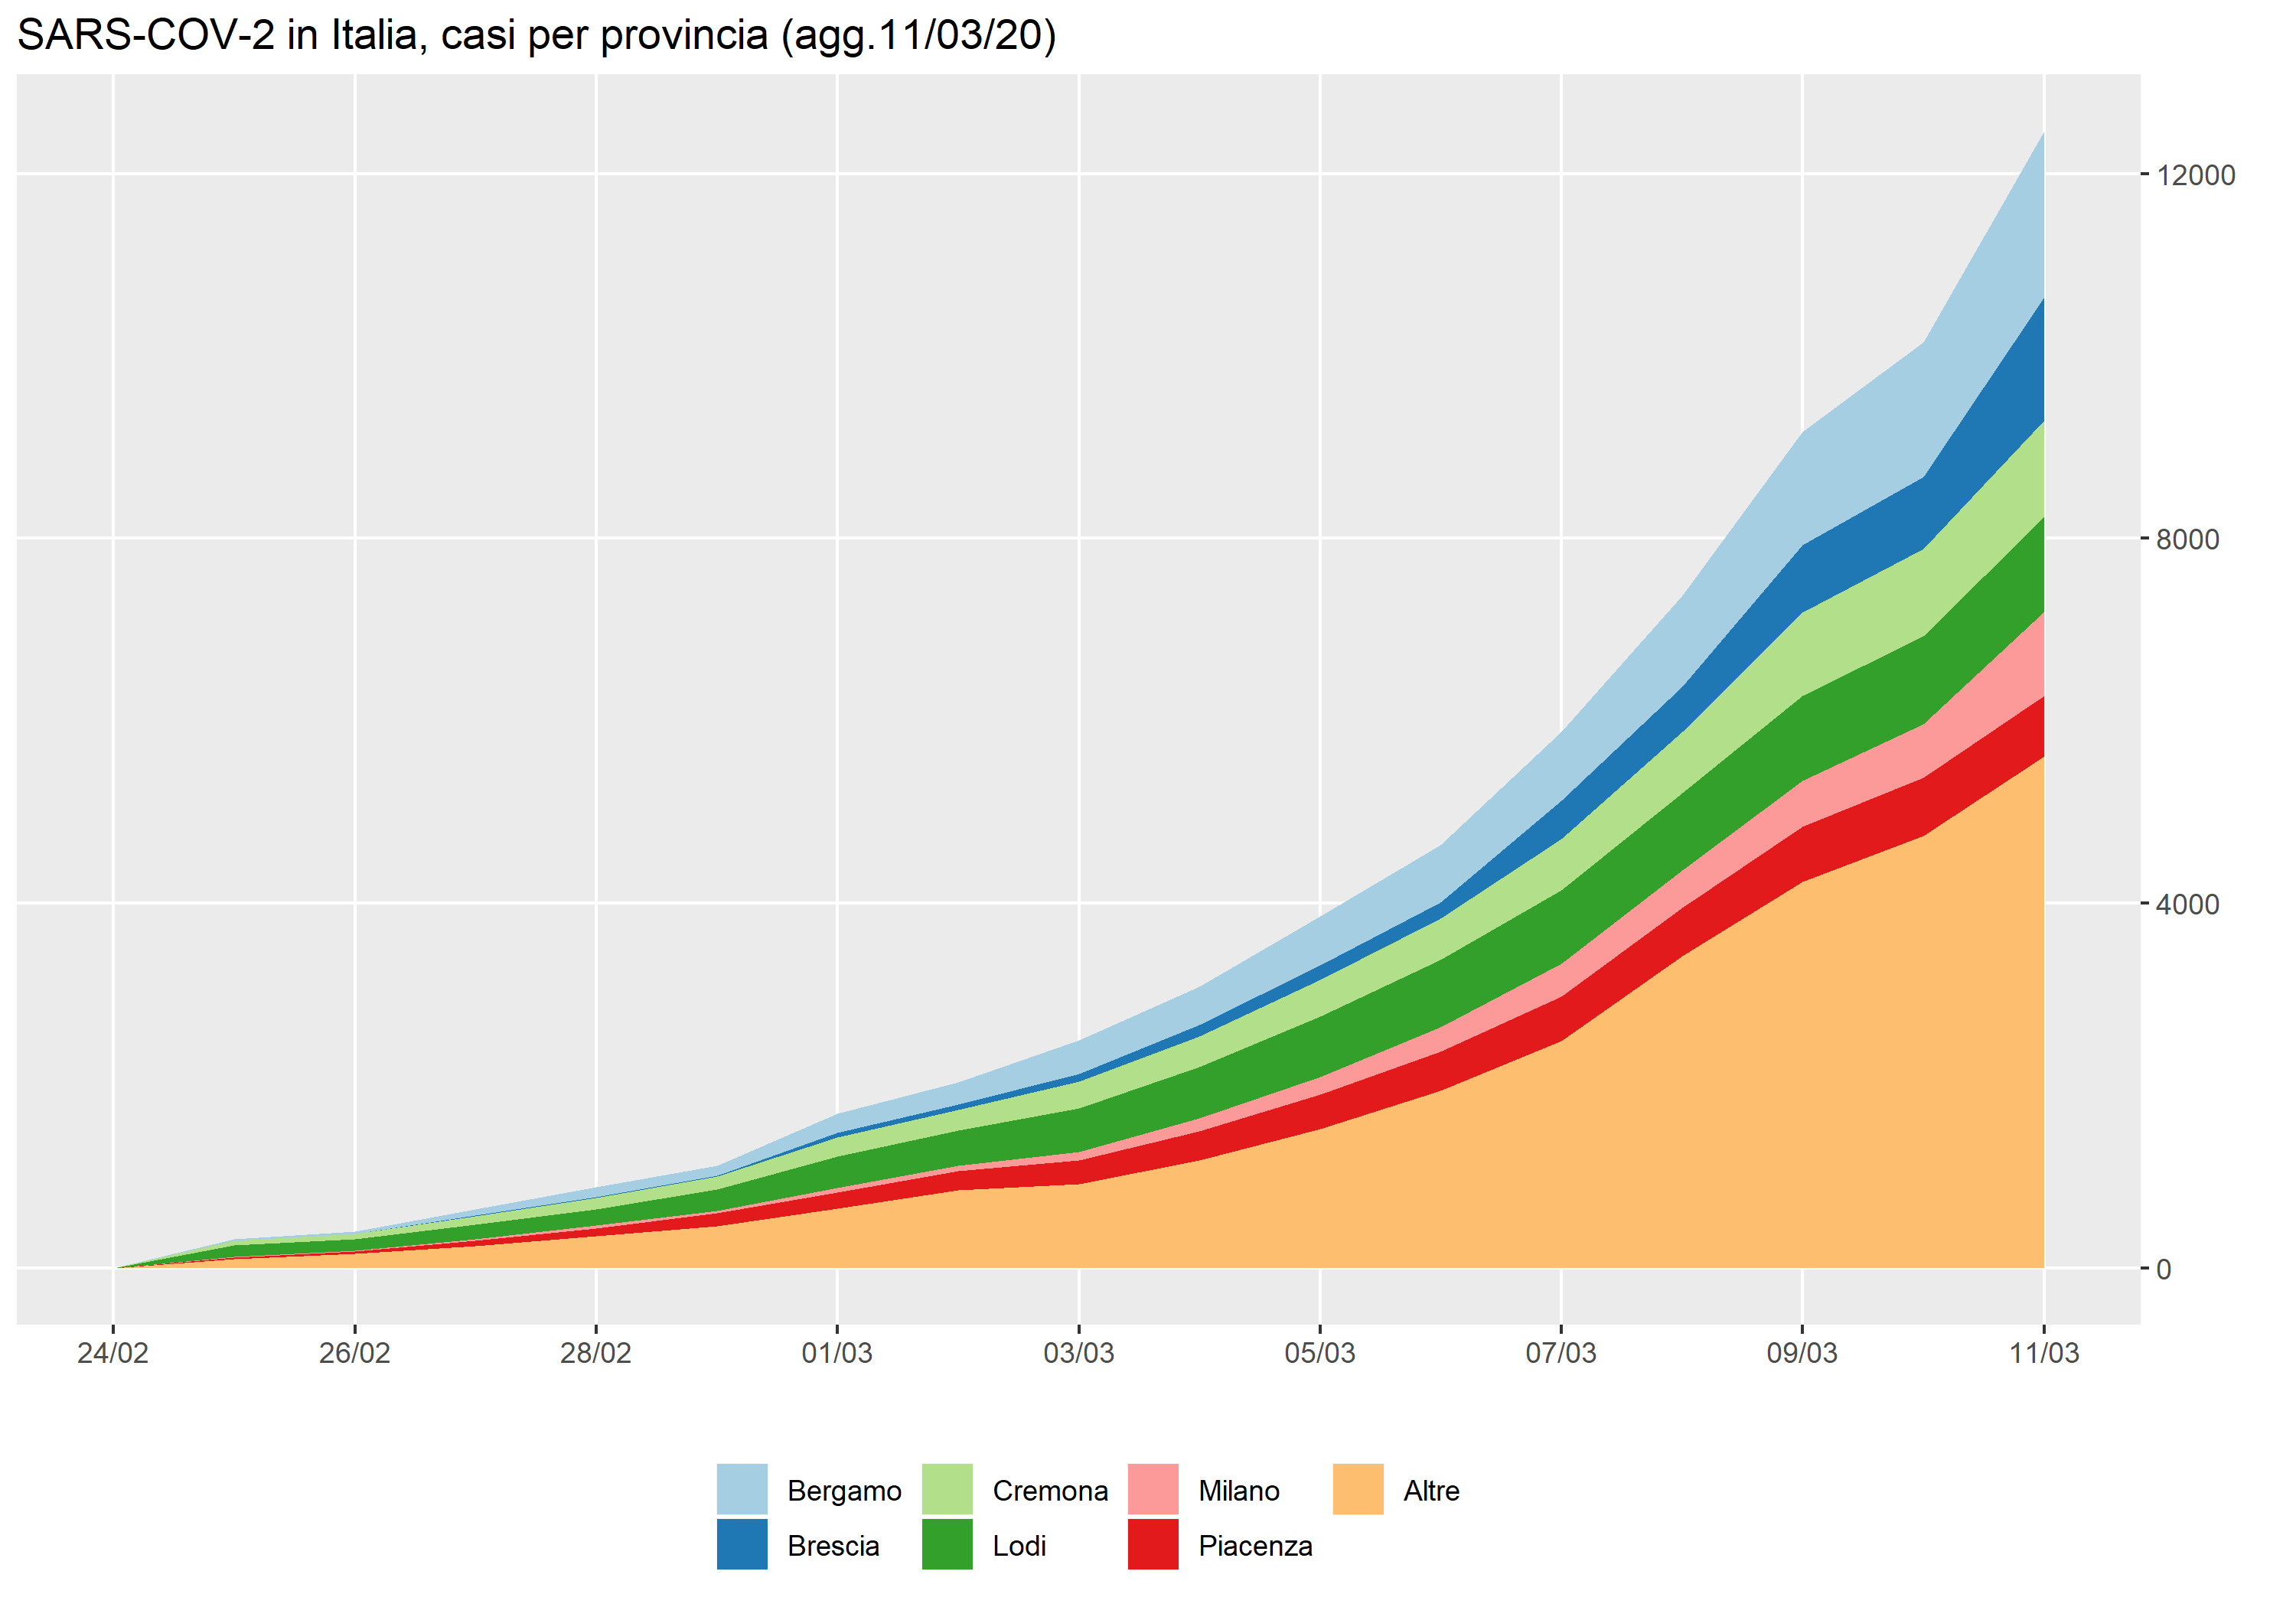 SARS-COV-2 in Italia, casi per provincia (agg.11/03/20)
12000
8000
4000
0
24/02 26/02 28/02 01/03 03/03 05/03 07/03 09/03 11/03
Bergamo Cremona Milano Altre
Brescia Lodi Piacenza